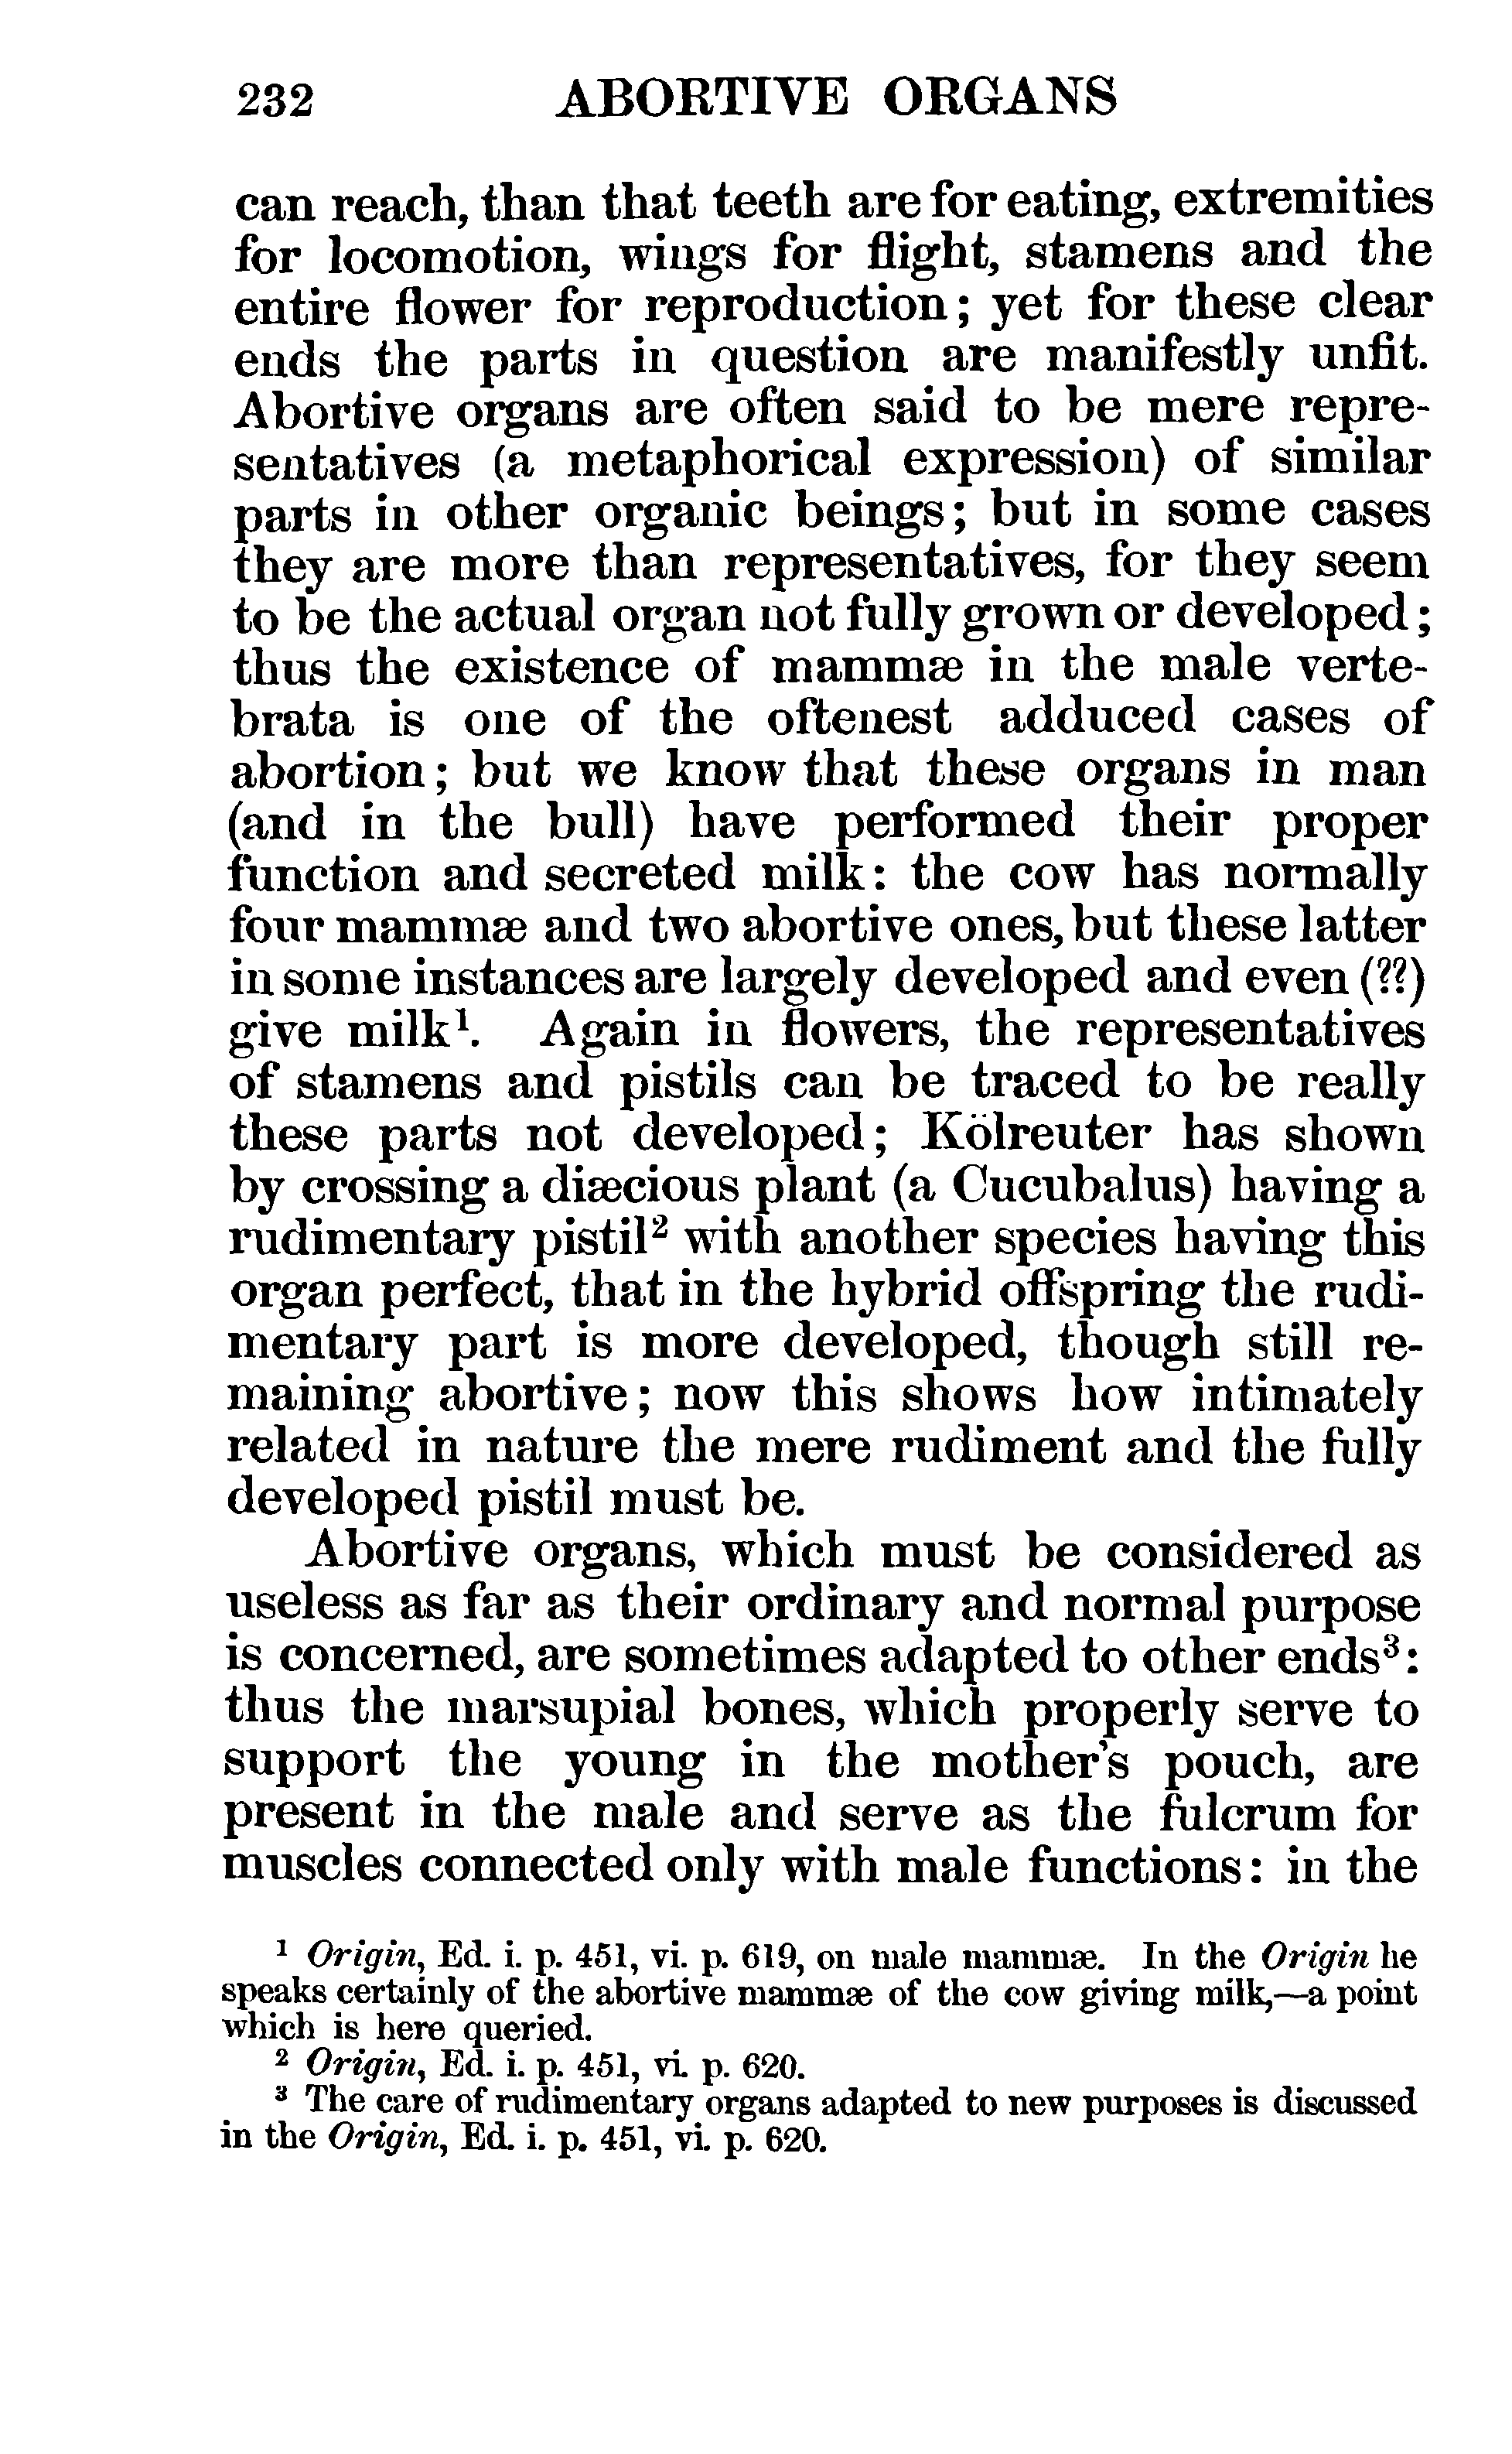 232 ABORTIVE ORGANS
can reach, than that teeth are for eating, extremities
for locomotion, wings for flight, stamens and the
entire flower for reproduction; yet for these clear
ends the parts in question are manifestly unfit.
Abortive organs are often said to be mere repre-
sentatives (a metaphorical expression) of similar
parts in other organic beings; but in some cases
they are more than representatives, for they seem
to be the actual organ not fully grown or developed;
thus the existence of mammæ in the male verte-
brata is one of the oftenest adduced cases of
abortion; but we know that these organs in man
(and in the bull) have performed their proper
function and secreted milk: the cow has normally
four mammæ and two abortive ones, but these latter
in some instances are largely developed and even (??)
give milk¹. Again in flowers, the representatives
of stamens and pistils can be traced to be really
these parts not developed; Kölreuter has shown
by crossing a diæcious plant (a Cucubalus) having a
rudimentary pistil² with another species having this
organ perfect, that in the hybrid offspring the rudi-
mentary part is more developed, though still re-
maining abortive; now this shows how intimately
related in nature the mere rudiment and the fully
developed pistil must be.
Abortive organs, which must be considered as
useless as far as their ordinary and normal purpose
is concerned, are sometimes adapted to other ends³:
thus the marsupial bones, which properly serve to
support the young in the mother's pouch, are
present in the male and serve as the fulcrum for
muscles connected only with male functions: in the
¹ Origin, Ed. i. p. 451, vi. p. 619, on male mammæ. In the Origin he
speaks certainly of the abortive mammæ of the cow giving milk,—a point
which is here queried.
² Origin, Ed. i. p. 451, vi. p. 620.
³ The care of rudimentary organs adapted to new purposes is discussed
in the Origin, Ed. i. p. 451, vi. p. 620.